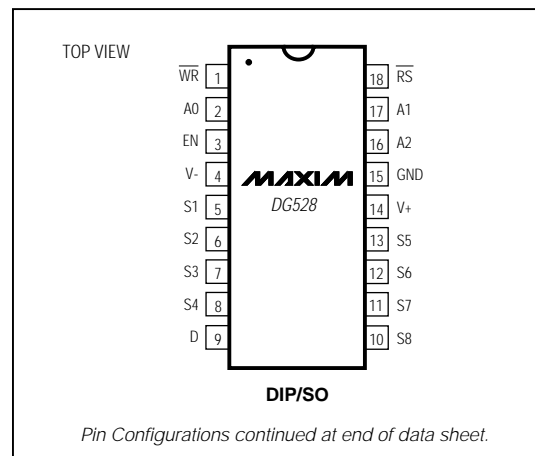 TOP VIEW
W̅R̅ 1 18 R̅S̅
A0 2 17 A1
EN 3 16 A2
V- 4 MAXIM 15 GND
S1 5 DG528 14 V+
S2 6 13 S5
S3 7 12 S6
S4 8 11 S7
D 9 10 S8
DIP/SO
Pin Configurations continued at end of data sheet.